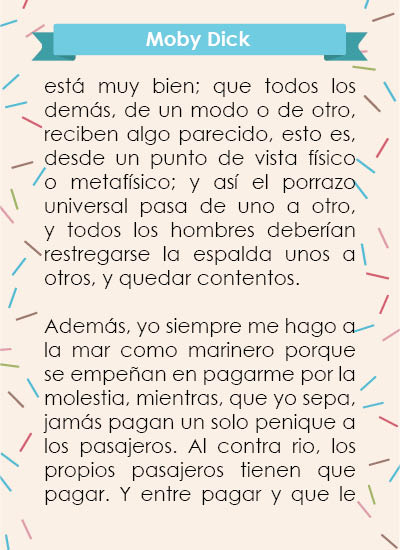 Moby Dick
está muy bien; que todos los
demás, de un modo o de otro,
reciben algo parecido, esto es,
desde un punto de vista físico
o metafísico; y así el porrazo
universal pasa de uno a otro,
y todos los hombres deberían
restregarse la espalda unos a
otros, y quedar contentos.
Además, yo siempre me hago a
la mar como marinero porque
se empeñan en pagarme por la
molestia, mientras, que yo sepa,
jamás pagan un solo penique a
los pasajeros. Al contra rio, los
propios pasajeros tienen que
pagar. Y entre pagar y que le